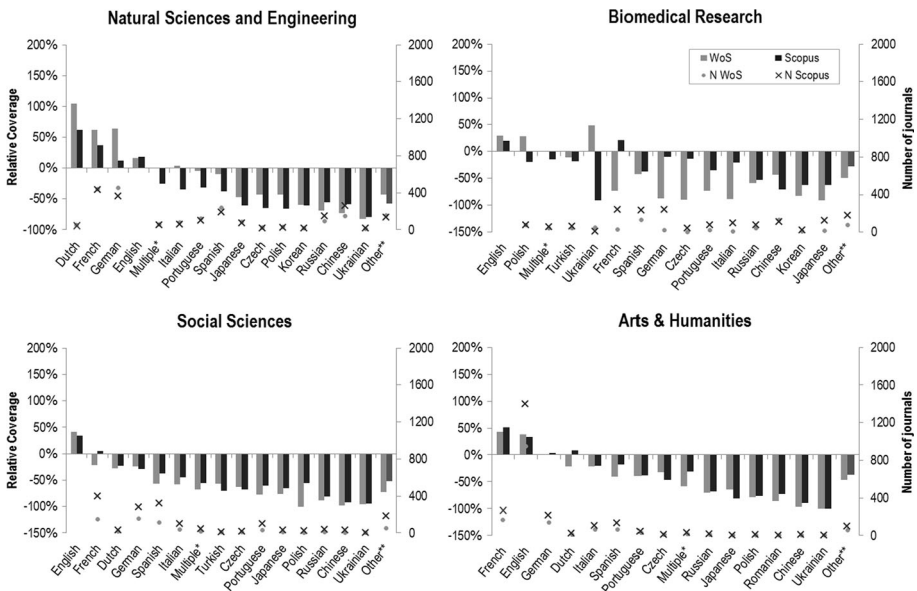 Natural Sciences and Engineering
200%
150%
100%
50%
0%
-50%
-100%
Relative Coverage
2000
1600
1200
800
400
0
Dutch
French
German
English
Multiple*
Italian
Portuguese
Spanish
Japanese
Czech
Polish
Korean
Russian
Chinese
Ukrainian
Other**
Biomedical Research
200%
150%
100%
50%
0%
-50%
-100%
-150%
WoS
Scopus
N WoS
N Scopus
2000
1600
1200
800
400
0
Number of journals
English
Polish
Multiple*
Turkish
Ukrainian
French
Spanish
German
Czech
Portuguese
Italian
Russian
Chinese
Korean
Japanese
Other**
Social Sciences
200%
150%
100%
50%
0%
-50%
-100%
-150%
Relative Coverage
2000
1600
1200
800
400
0
English
French
Dutch
German
Spanish
Italian
Multiple*
Turkish
Czech
Portuguese
Japanese
Polish
Russian
Chinese
Ukrainian
Other**
Arts & Humanities
200%
150%
100%
50%
0%
-50%
-100%
-150%
2000
1600
1200
800
400
0
Number of journals
French
English
German
Dutch
Italian
Spanish
Portuguese
Czech
Multiple*
Russian
Japanese
Polish
Romanian
Chinese
Ukrainian
Other**